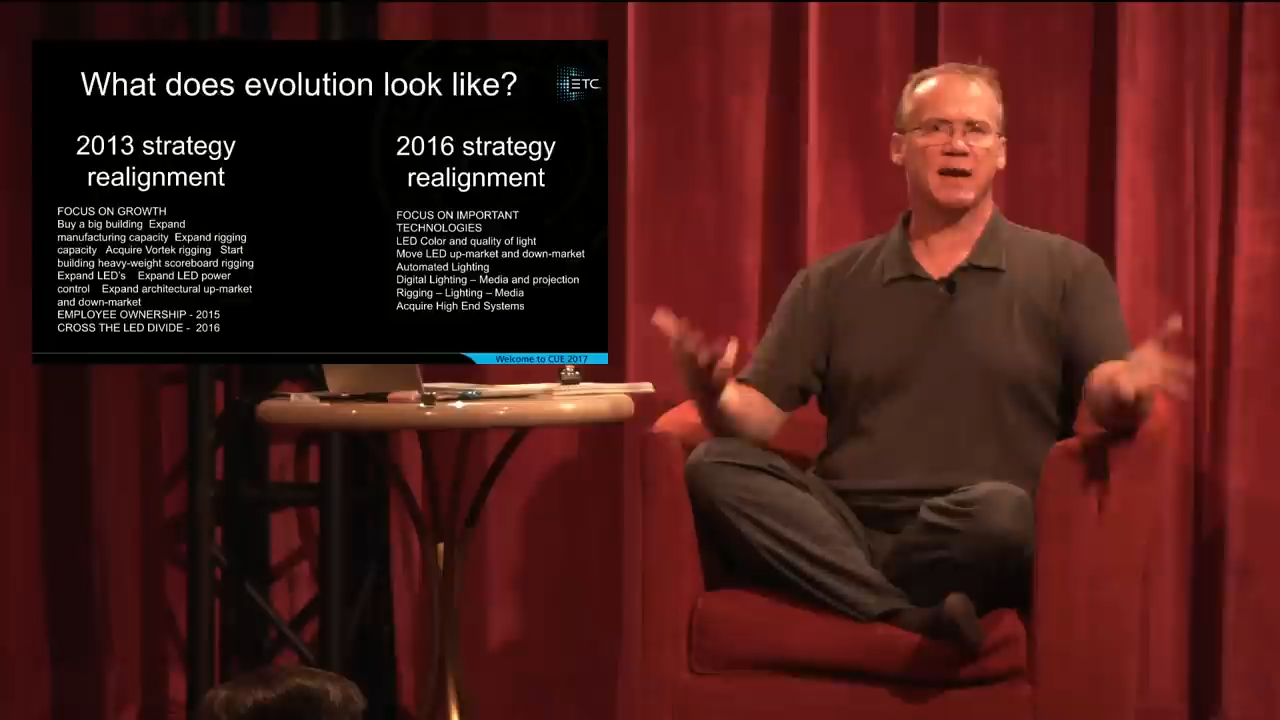 What does evolution look like?
ETC
2013 strategy
realignment
FOCUS ON GROWTH
Buy a big building Expand
manufacturing capacity Expand rigging
capacity Acquire Vortek rigging Start
building heavy-weight scoreboard rigging
Expand LED's Expand LED power
control Expand architectural up-market
and down-market
EMPLOYEE OWNERSHIP - 2015
CROSS THE LED DIVIDE - 2016
2016 strategy
realignment
FOCUS ON IMPORTANT
TECHNOLOGIES
LED Color and quality of light
Move LED up-market and down-market
Automated Lighting
Digital Lighting – Media and projection
Rigging – Lighting – Media
Acquire High End Systems
Welcome to CUE 2017